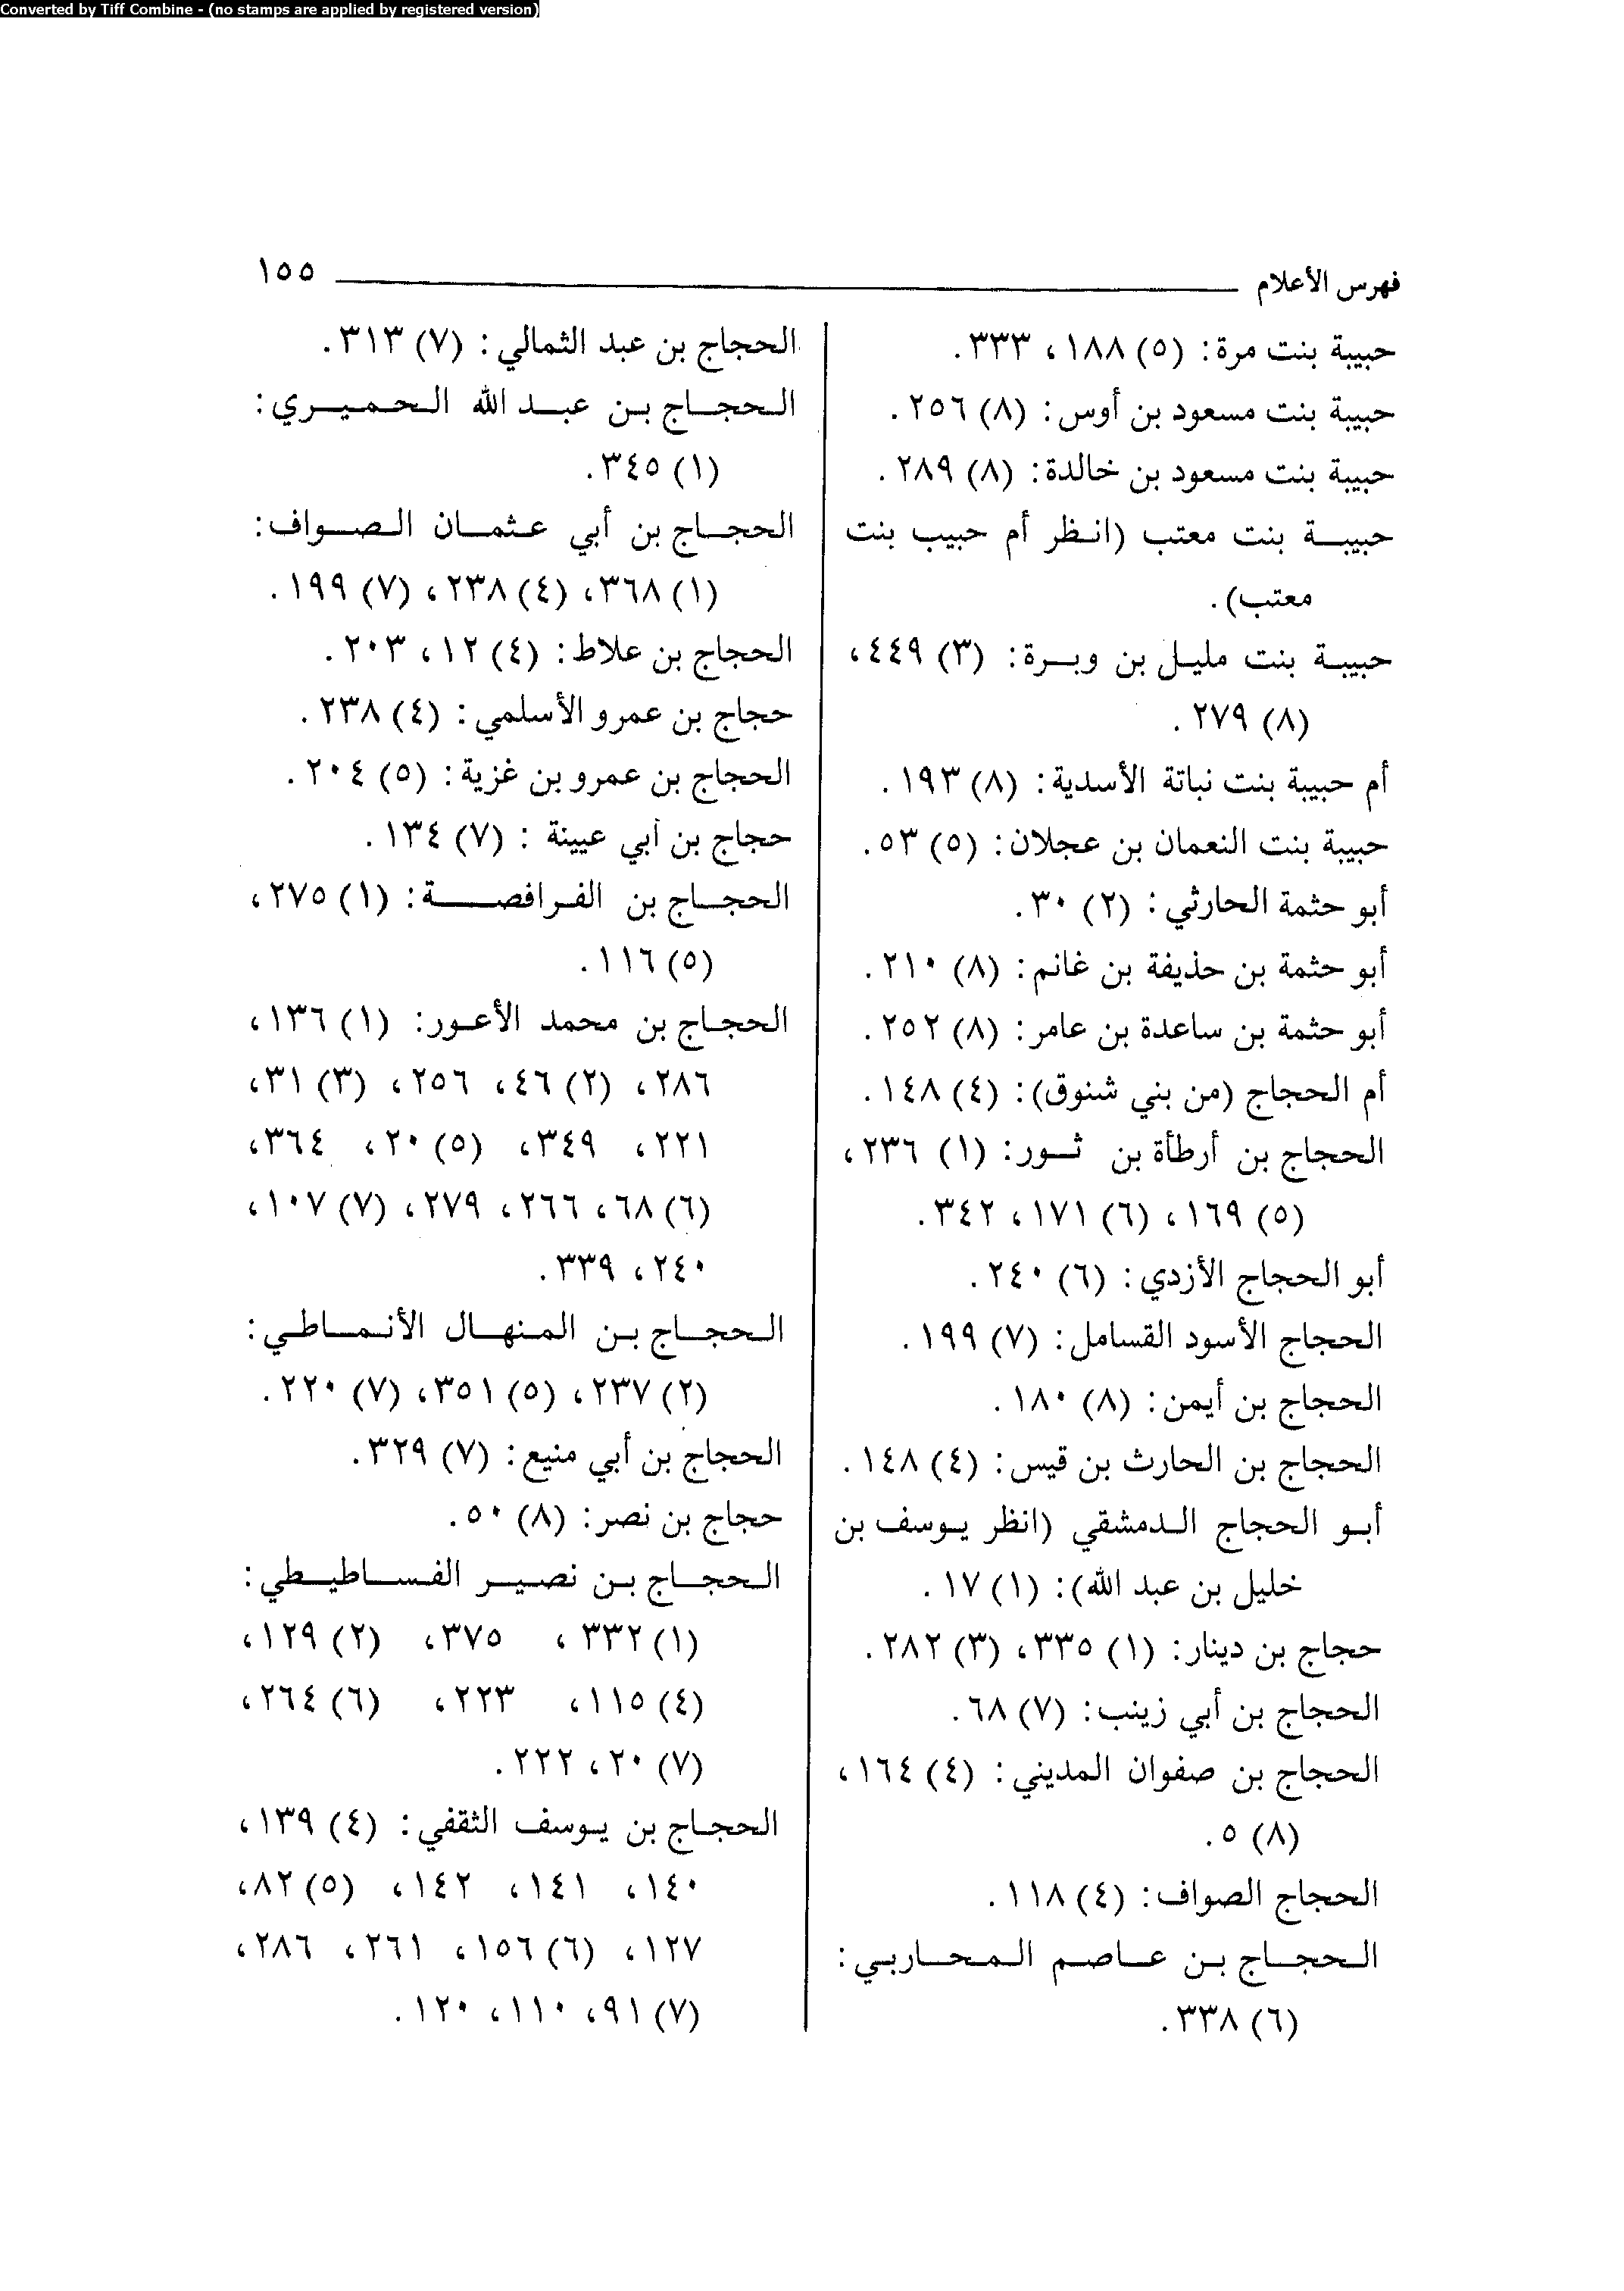 Converted by Tiff Combine - (no stamps are applied by registered version)
فهرس الأعلام ١٥٥
حبيبة بنت مرة: (٥) ١٨٨، ٣٣٣.
حبيبة بنت مسعود بن أوس: (٨) ٢٥٦.
حبيبة بنت مسعود بن خالدة: (٨) ٢٨٩.
حبيبة بنت معتب (انظر أم حبيب بنت
معتب).
حبيبة بنت مليل بن وبرة: (٣) ٤٤٩،
(٨) ٢٧٩.
أم حبيبة بنت نباتة الأسدية: (٨) ١٩٣.
حبيبة بنت النعمان بن عجلان: (٥) ٥٣.
أبو حثمة الحارثي: (٢) ٣٠.
أبو حثمة بن حذيفة بن غانم: (٨) ٢١٠.
أبو حثمة بن ساعدة بن عامر: (٨) ٢٥٢.
أم الحجاج (من بني شنوق): (٤) ١٤٨.
الحجاج بن أرطأة بن ثور: (١) ٢٣٦،
(٥) ١٦٩، (٦) ١٧١، ٣٤٢.
أبو الحجاج الأزدي: (٦) ٢٤٠.
الحجاج الأسود القسامل: (٧) ١٩٩.
الحجاج بن أيمن: (٨) ١٨٠.
الحجاج بن الحارث بن قيس: (٤) ١٤٨.
أبو الحجاج الدمشقي (انظر يوسف بن
خليل بن عبد الله): (١) ١٧.
حجاج بن دينار: (١) ٣٣٥، (٣) ٢٨٢.
الحجاج بن أبي زينب: (٧) ٦٨.
الحجاج بن صفوان المديني: (٤) ١٦٤،
(٨) ٥.
الحجاج الصواف: (٤) ١١٨.
الحجاج بن عاصم المحاربي:
(٦) ٣٣٨.
الحجاج بن عبد الثمالي: (٧) ٣١٣.
الحجاج بن عبد الله الحميري:
(١) ٣٤٥.
الحجاج بن أبي عثمان الصواف:
(١) ٣٦٨، (٤) ٢٣٨، (٧) ١٩٩.
الحجاج بن علاط: (٤) ١٢، ٢٠٣.
حجاج بن عمرو الأسلمي: (٤) ٢٣٨.
الحجاج بن عمرو بن غزية: (٥) ٢٠٤.
حجاج بن أبي عيينة : (٧) ١٣٤.
الحجاج بن الفرافصة: (١) ٢٧٥،
(٥) ١١٦.
الحجاج بن محمد الأعور: (١) ١٣٦،
٢٨٦، (٢) ٤٦، ٢٥٦، (٣) ٣١،
٢٢١، ٣٤٩، (٥) ٢٠، ٣٦٤،
(٦) ٦٨، ٢٦٦، ٢٧٩، (٧) ١٠٧،
٢٤٠، ٣٣٩.
الحجاج بن المنهال الأنماطي:
(٢) ٢٣٧، (٥) ٣٥١، (٧) ٢٢٠.
الحجاج بن أبي منيع: (٧) ٣٢٩.
حجاج بن نصر: (٨) ٥٠.
الحجاج بن نصير الفساطيطي:
(١) ٣٣٢، ٣٧٥، (٢) ١٢٩،
(٤) ١١٥، ٢٢٣، (٦) ٢٦٤،
(٧) ٢٠، ٢٢٢.
الحجاج بن يوسف الثقفي: (٤) ١٣٩،
١٤٠، ١٤١، ١٤٢، (٥) ٨٢،
١٢٧، (٦) ١٥٦، ٢٦١، ٢٨٦،
(٧) ٩١، ١١٠، ١٢٠.